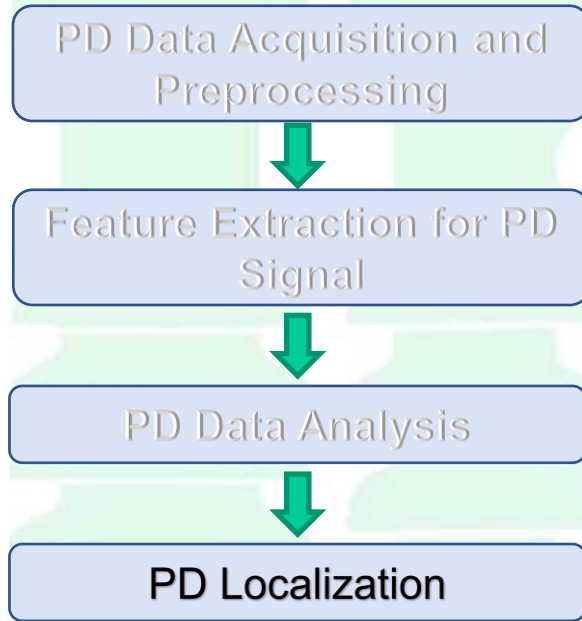 PD Data Acquisition and
Preprocessing
Feature Extraction for PD
Signal
PD Data Analysis
PD Localization